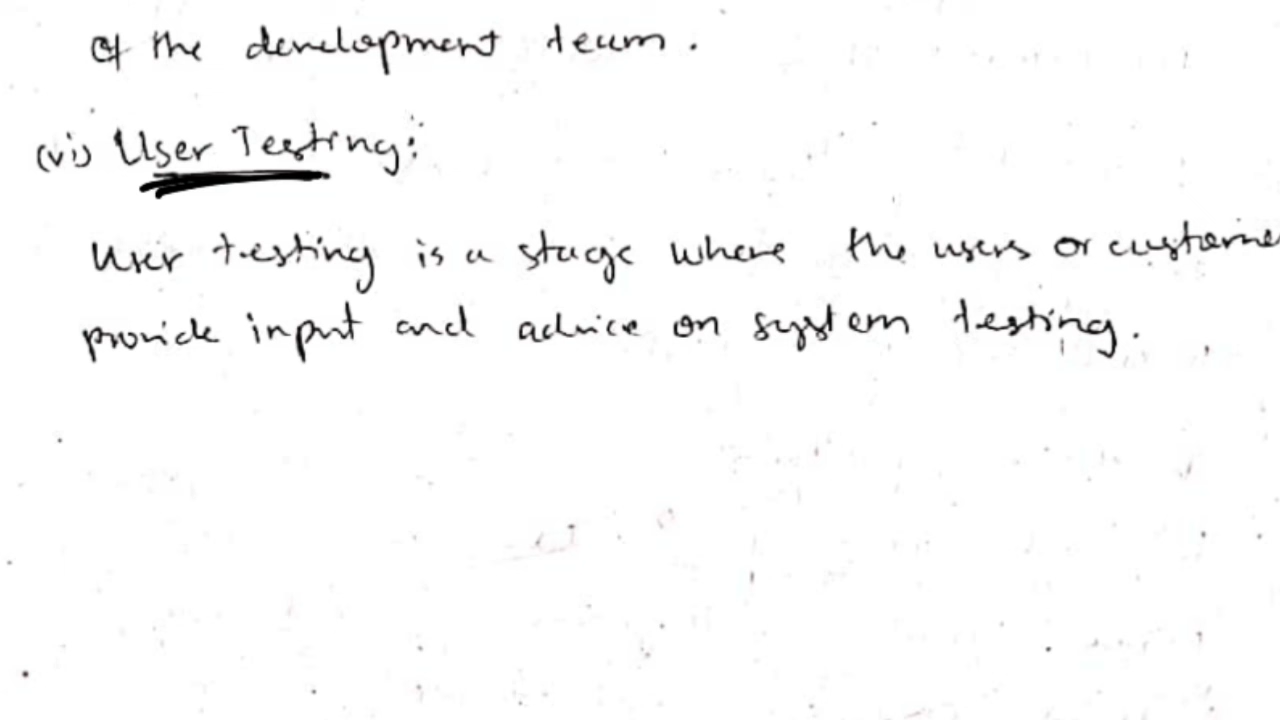 of the development team.
(vi) User Testing:
User testing is a stage where the users or custome
provide input and advice on system testing.